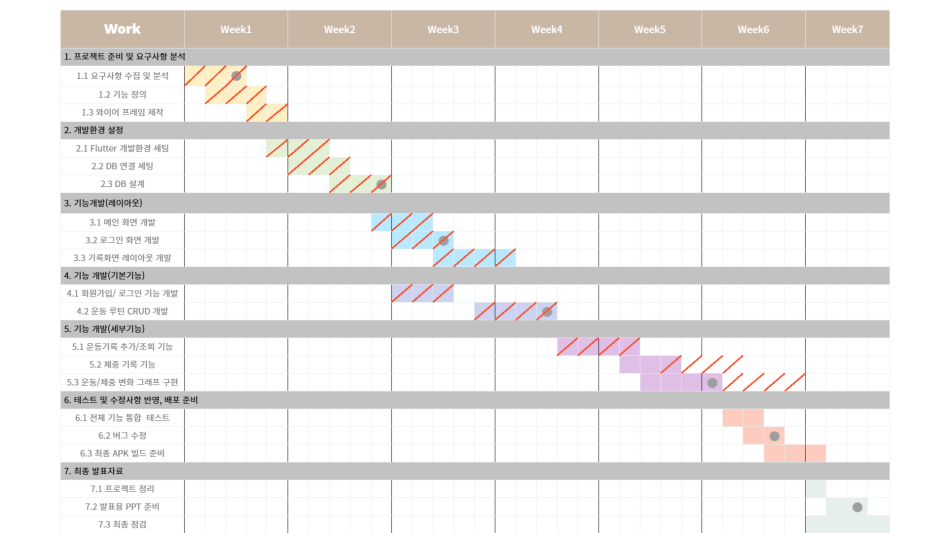 Work Week1 Week2 Week3 Week4 Week5 Week6 Week7
1. 프로젝트 준비 및 요구사항 분석
1.1 요구사항 수집 및 분석
1.2 기능 정의
1.3 와이어 프레임 제작
2. 개발환경 설정
2.1 Flutter 개발환경 세팅
2.2 DB 연결 세팅
2.3 DB 설계
3. 기능개발(레이아웃)
3.1 메인 화면 개발
3.2 로그인 화면 개발
3.3 기록화면 레이아웃 개발
4. 기능 개발(기본기능)
4.1 회원가입/ 로그인 기능 개발
4.2 운동 루틴 CRUD 개발
5. 기능 개발(세부기능)
5.1 운동기록 추가/조회 기능
5.2 체중 기록 기능
5.3 운동/체중 변화 그래프 구현
6. 테스트 및 수정사항 반영, 배포 준비
6.1 전체 기능 통합 테스트
6.2 버그 수정
6.3 최종 APK 빌드 준비
7. 최종 발표자료
7.1 프로젝트 정리
7.2 발표용 PPT 준비
7.3 최종 점검